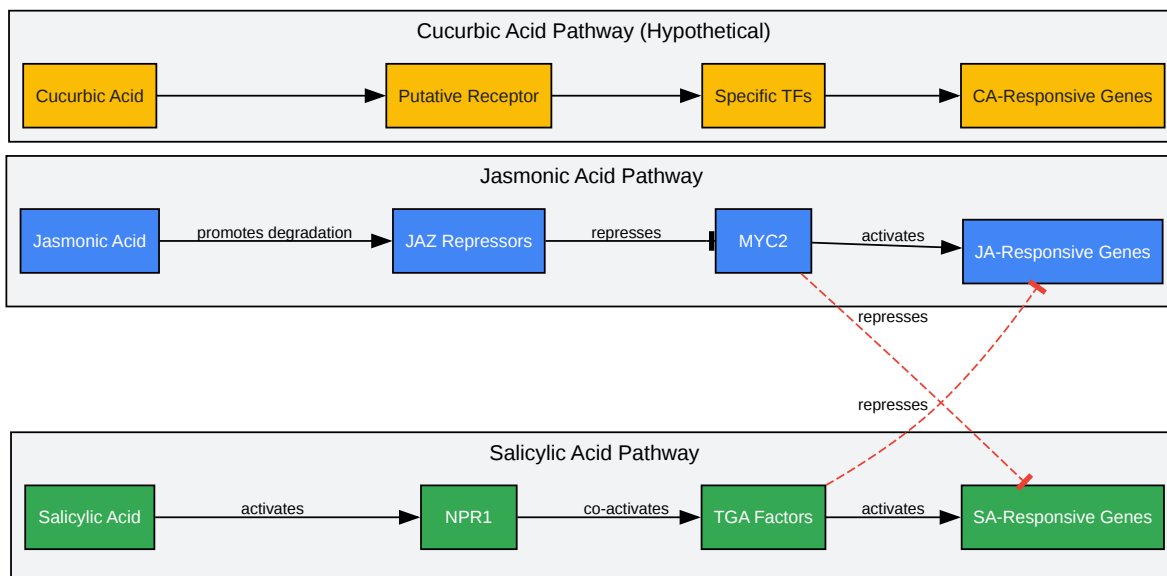 Cucurbic Acid Pathway (Hypothetical)
Cucurbic Acid
Putative Receptor
Specific TFs
CA-Responsive Genes
Jasmonic Acid Pathway
Jasmonic Acid
promotes degradation
JAZ Repressors
represses
MYC2
activates
JA-Responsive Genes
represses
represses
Salicylic Acid Pathway
Salicylic Acid
activates
NPR1
co-activates
TGA Factors
activates
SA-Responsive Genes